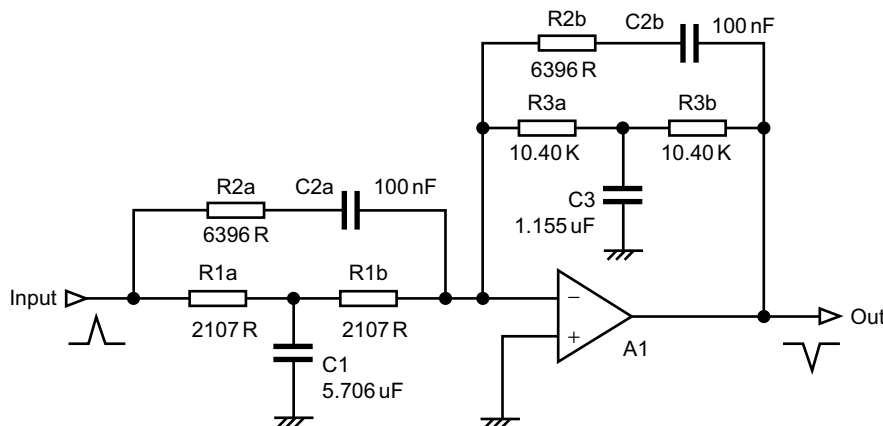 R2b
C2b
100 nF
6396 R
R3a
R3b
10.40 K
10.40 K
R2a
C2a
100 nF
C3
1.155 uF
6396 R
R1a
R1b
Input
−
Out
2107 R
2107 R
+
A1
C1
5.706 uF